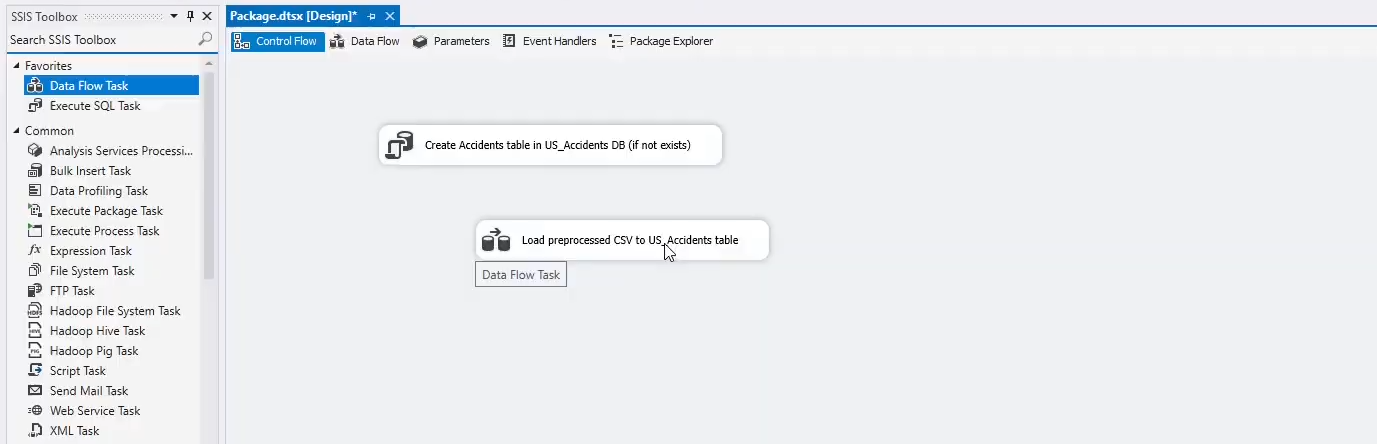 SSIS Toolbox
Package.dtsx [Design]*
Search SSIS Toolbox
Control Flow
Data Flow
Parameters
Event Handlers
Package Explorer
Favorites
Data Flow Task
Execute SQL Task
Common
Analysis Services Processi...
Bulk Insert Task
Data Profiling Task
Execute Package Task
Execute Process Task
Expression Task
File System Task
FTP Task
Hadoop File System Task
Hadoop Hive Task
Hadoop Pig Task
Script Task
Send Mail Task
Web Service Task
XML Task
Create Accidents table in US_Accidents DB (if not exists)
Load preprocessed CSV to US_Accidents table
Data Flow Task